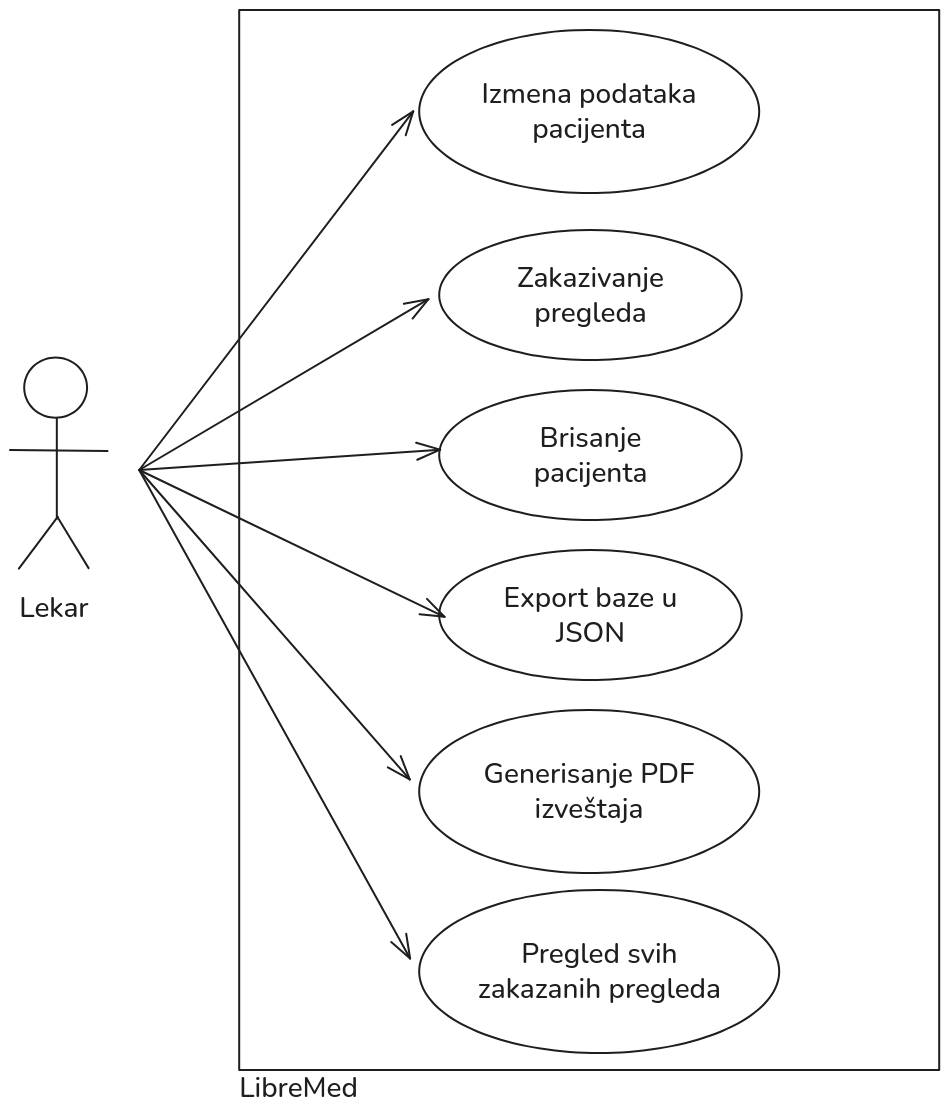 Izmena podataka
pacijenta
Zakazivanje
pregleda
Brisanje
pacijenta
Export baze u
JSON
Lekar
Generisanje PDF
izveštaja
Pregled svih
zakazanih pregleda
LibreMed